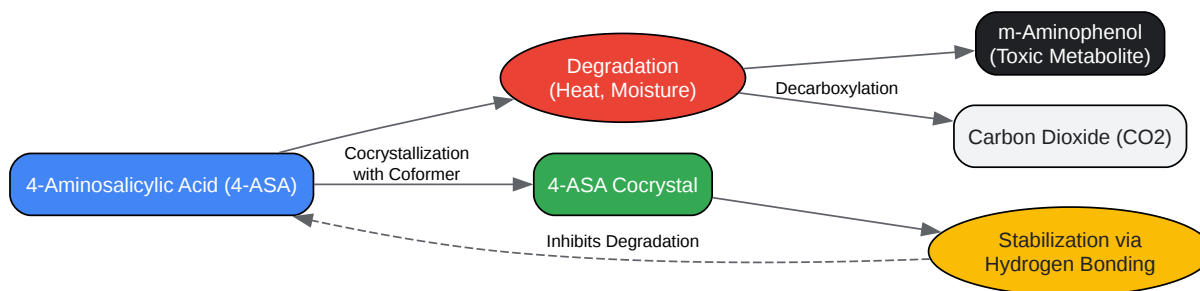 m-Aminophenol
(Toxic Metabolite)
Degradation
(Heat, Moisture)
Decarboxylation
Carbon Dioxide (CO2)
Cocrystallization
with Coformer
4-Aminosalicylic Acid (4-ASA)
4-ASA Cocrystal
Inhibits Degradation
Stabilization via
Hydrogen Bonding